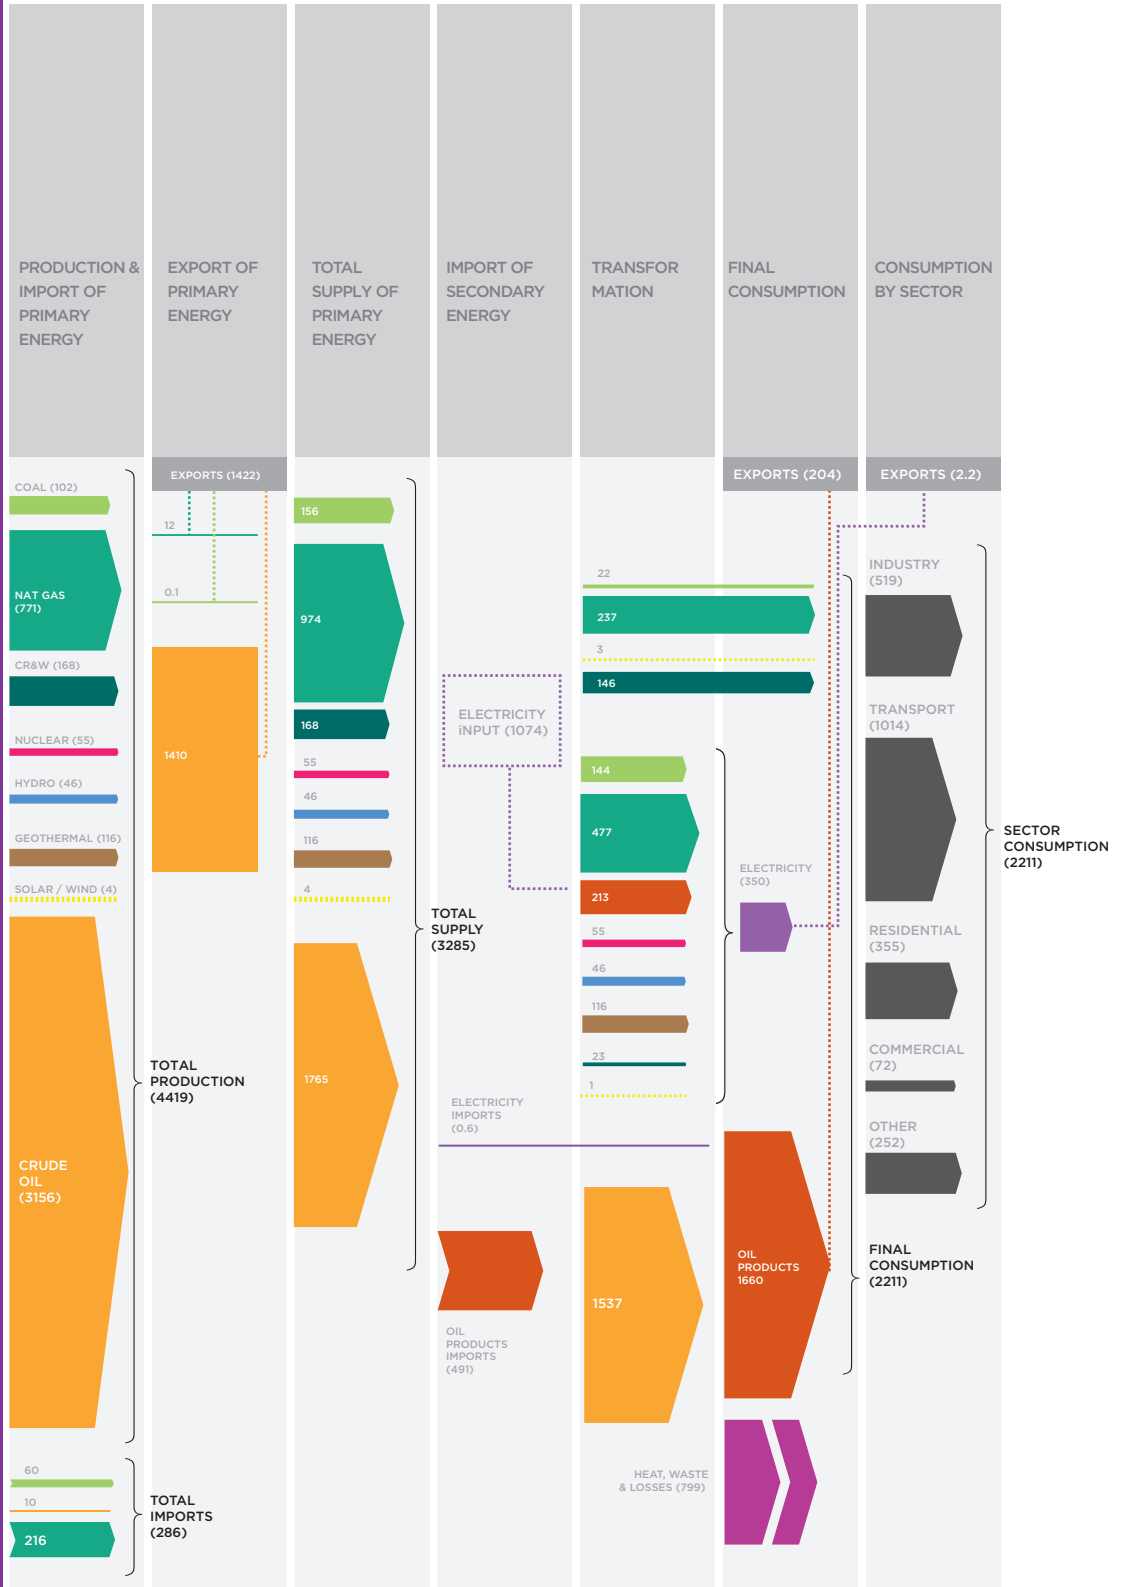 PRODUCTION &
IMPORT OF
PRIMARY
ENERGY
EXPORT OF
PRIMARY
ENERGY
TOTAL
SUPPLY OF
PRIMARY
ENERGY
IMPORT OF
SECONDARY
ENERGY
TRANSFOR
MATION
FINAL
CONSUMPTION
CONSUMPTION
BY SECTOR
COAL (102)
NAT GAS
(771)
CR&W (168)
NUCLEAR (55)
HYDRO (46)
GEOTHERMAL (116)
SOLAR / WIND (4)
CRUDE
OIL
(3156)
TOTAL
PRODUCTION
(4419)
60
10
216
TOTAL
IMPORTS
(286)
EXPORTS (1422)
12
0.1
1410
156
974
168
55
46
116
4
1765
TOTAL
SUPPLY
(3285)
ELECTRICITY
iNPUT (1074)
ELECTRICITY
IMPORTS
(0.6)
OIL
PRODUCTS
IMPORTS
(491)
22
237
3
146
144
477
213
55
46
116
23
1
1537
HEAT, WASTE
& LOSSES (799)
EXPORTS (204)
ELECTRICITY
(350)
OIL
PRODUCTS
1660
EXPORTS (2.2)
INDUSTRY
(519)
TRANSPORT
(1014)
RESIDENTIAL
(355)
COMMERCIAL
(72)
OTHER
(252)
SECTOR
CONSUMPTION
(2211)
FINAL
CONSUMPTION
(2211)